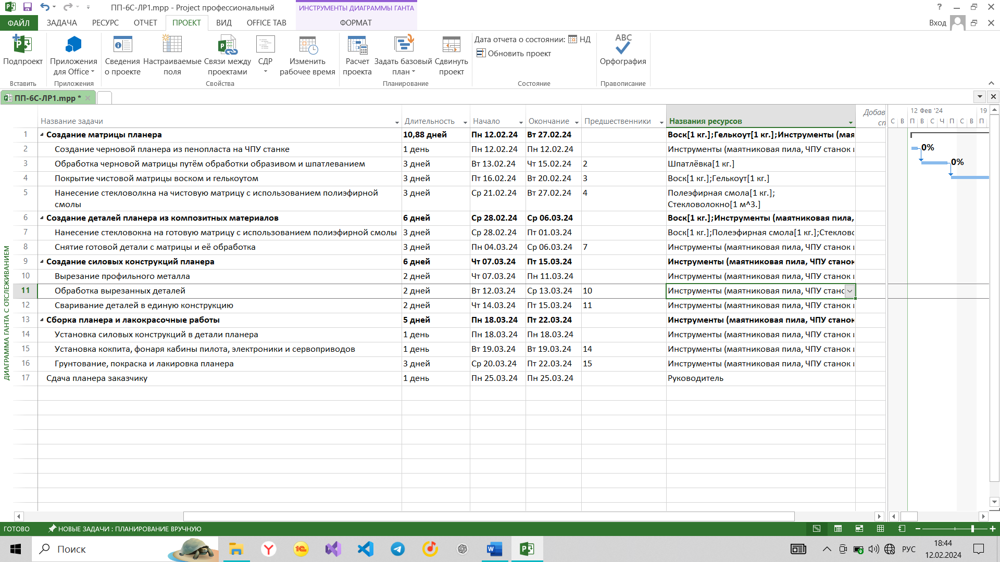 ПП-6С-ЛР1.mpp - Project профессиональный
ИНСТРУМЕНТЫ ДИАГРАММЫ ГАНТА
ФАЙЛ ЗАДАЧА РЕСУРС ОТЧЕТ ПРОЕКТ ВИД OFFICE TAB ФОРМАТ Вход
Подпроект
Вставить
Приложения для Office
Приложения
Сведения о проекте
Настраиваемые поля
Связи между проектами
СДР
Изменить рабочее время
Свойства
Расчет проекта
Задать базовый план
Сдвинуть проект
Планирование
Дата отчета о состоянии: НД
Обновить проект
Состояние
ABC
Орфография
Правописание
ПП-6С-ЛР1.mpp *
Название задачи Длительность Начало Окончание Предшественники Названия ресурсов Добав
сп
12 Фев '24 19
С В П В С Ч П С В П
1 Создание матрицы планера 10,88 дней Пн 12.02.24 Вт 27.02.24 Воск[1 кг.];Гелькоут[1 кг.];Инструменты (мая
2 Создание черновой планера из пенопласта на ЧПУ станке 1 день Пн 12.02.24 Пн 12.02.24 Инструменты (маятниковая пила, ЧПУ станок 0%
3 Обработка черновой матрицы путём обработки образивом и шпатлеванием 3 дней Вт 13.02.24 Чт 15.02.24 2 Шпатлёвка[1 кг.] 0%
4 Покрытие чистовой матрицы воском и гелькоутом 3 дней Пт 16.02.24 Вт 20.02.24 3 Воск[1 кг.];Гелькоут[1 кг.]
5 Нанесение стекловолкна на чистовую матрицу с использованием полиэфирной смолы 3 дней Ср 21.02.24 Вт 27.02.24 4 Полеэфирная смола[1 кг.]; Стекловолокно[1 м^3.]
6 Создание деталей планера из композитных материалов 6 дней Ср 28.02.24 Ср 06.03.24 Воск[1 кг.];Инструменты (маятниковая пила,
7 Нанесение стекловокна на готовую матрицу с использованием полиэфирной смолы 3 дней Ср 28.02.24 Пт 01.03.24 Воск[1 кг.];Полеэфирная смола[1 кг.];Стеклово
8 Снятие готовой детали с матрицы и её обработка 3 дней Пн 04.03.24 Ср 06.03.24 7 Инструменты (маятниковая пила, ЧПУ станок
9 Создание силовых конструкций планера 6 дней Чт 07.03.24 Пт 15.03.24 Инструменты (маятниковая пила, ЧПУ станок
10 Вырезание профильного металла 2 дней Чт 07.03.24 Пн 11.03.24 Инструменты (маятниковая пила, ЧПУ станок
11 Обработка вырезанных деталей 2 дней Вт 12.03.24 Ср 13.03.24 10 Инструменты (маятниковая пила, ЧПУ станс
12 Сваривание деталей в единую конструкцию 2 дней Чт 14.03.24 Пт 15.03.24 11 Инструменты (маятниковая пила, ЧПУ станок
13 Сборка планера и лакокрасочные работы 5 дней Пн 18.03.24 Пт 22.03.24 Инструменты (маятниковая пила, ЧПУ станок
14 Установка силовых конструкций в детали планера 1 день Пн 18.03.24 Пн 18.03.24 Инструменты (маятниковая пила, ЧПУ станок
15 Установка кокпита, фонаря кабины пилота, электроники и сервоприводов 1 день Вт 19.03.24 Вт 19.03.24 14 Инструменты (маятниковая пила, ЧПУ станок
16 Грунтование, покраска и лакировка планера 3 дней Ср 20.03.24 Пт 22.03.24 15 Инструменты (маятниковая пила, ЧПУ станок
17 Сдача планера заказчику 1 день Пн 25.03.24 Пн 25.03.24 Руководитель
ДИАГРАММА ГАНТА С ОТСЛЕЖИВАНИЕМ
ГОТОВО НОВЫЕ ЗАДАЧИ : ПЛАНИРОВАНИЕ ВРУЧНУЮ
Поиск
РУС
18:44
12.02.2024